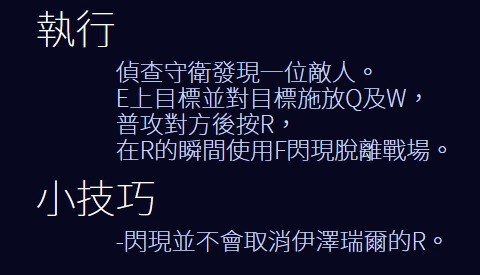 執行
偵查守衛發現一位敵人。
E上目標並對目標施放Q及W，
普攻對方後按R，
在R的瞬間使用F閃現脫離戰場。
小技巧
-閃現並不會取消伊澤瑞爾的R。